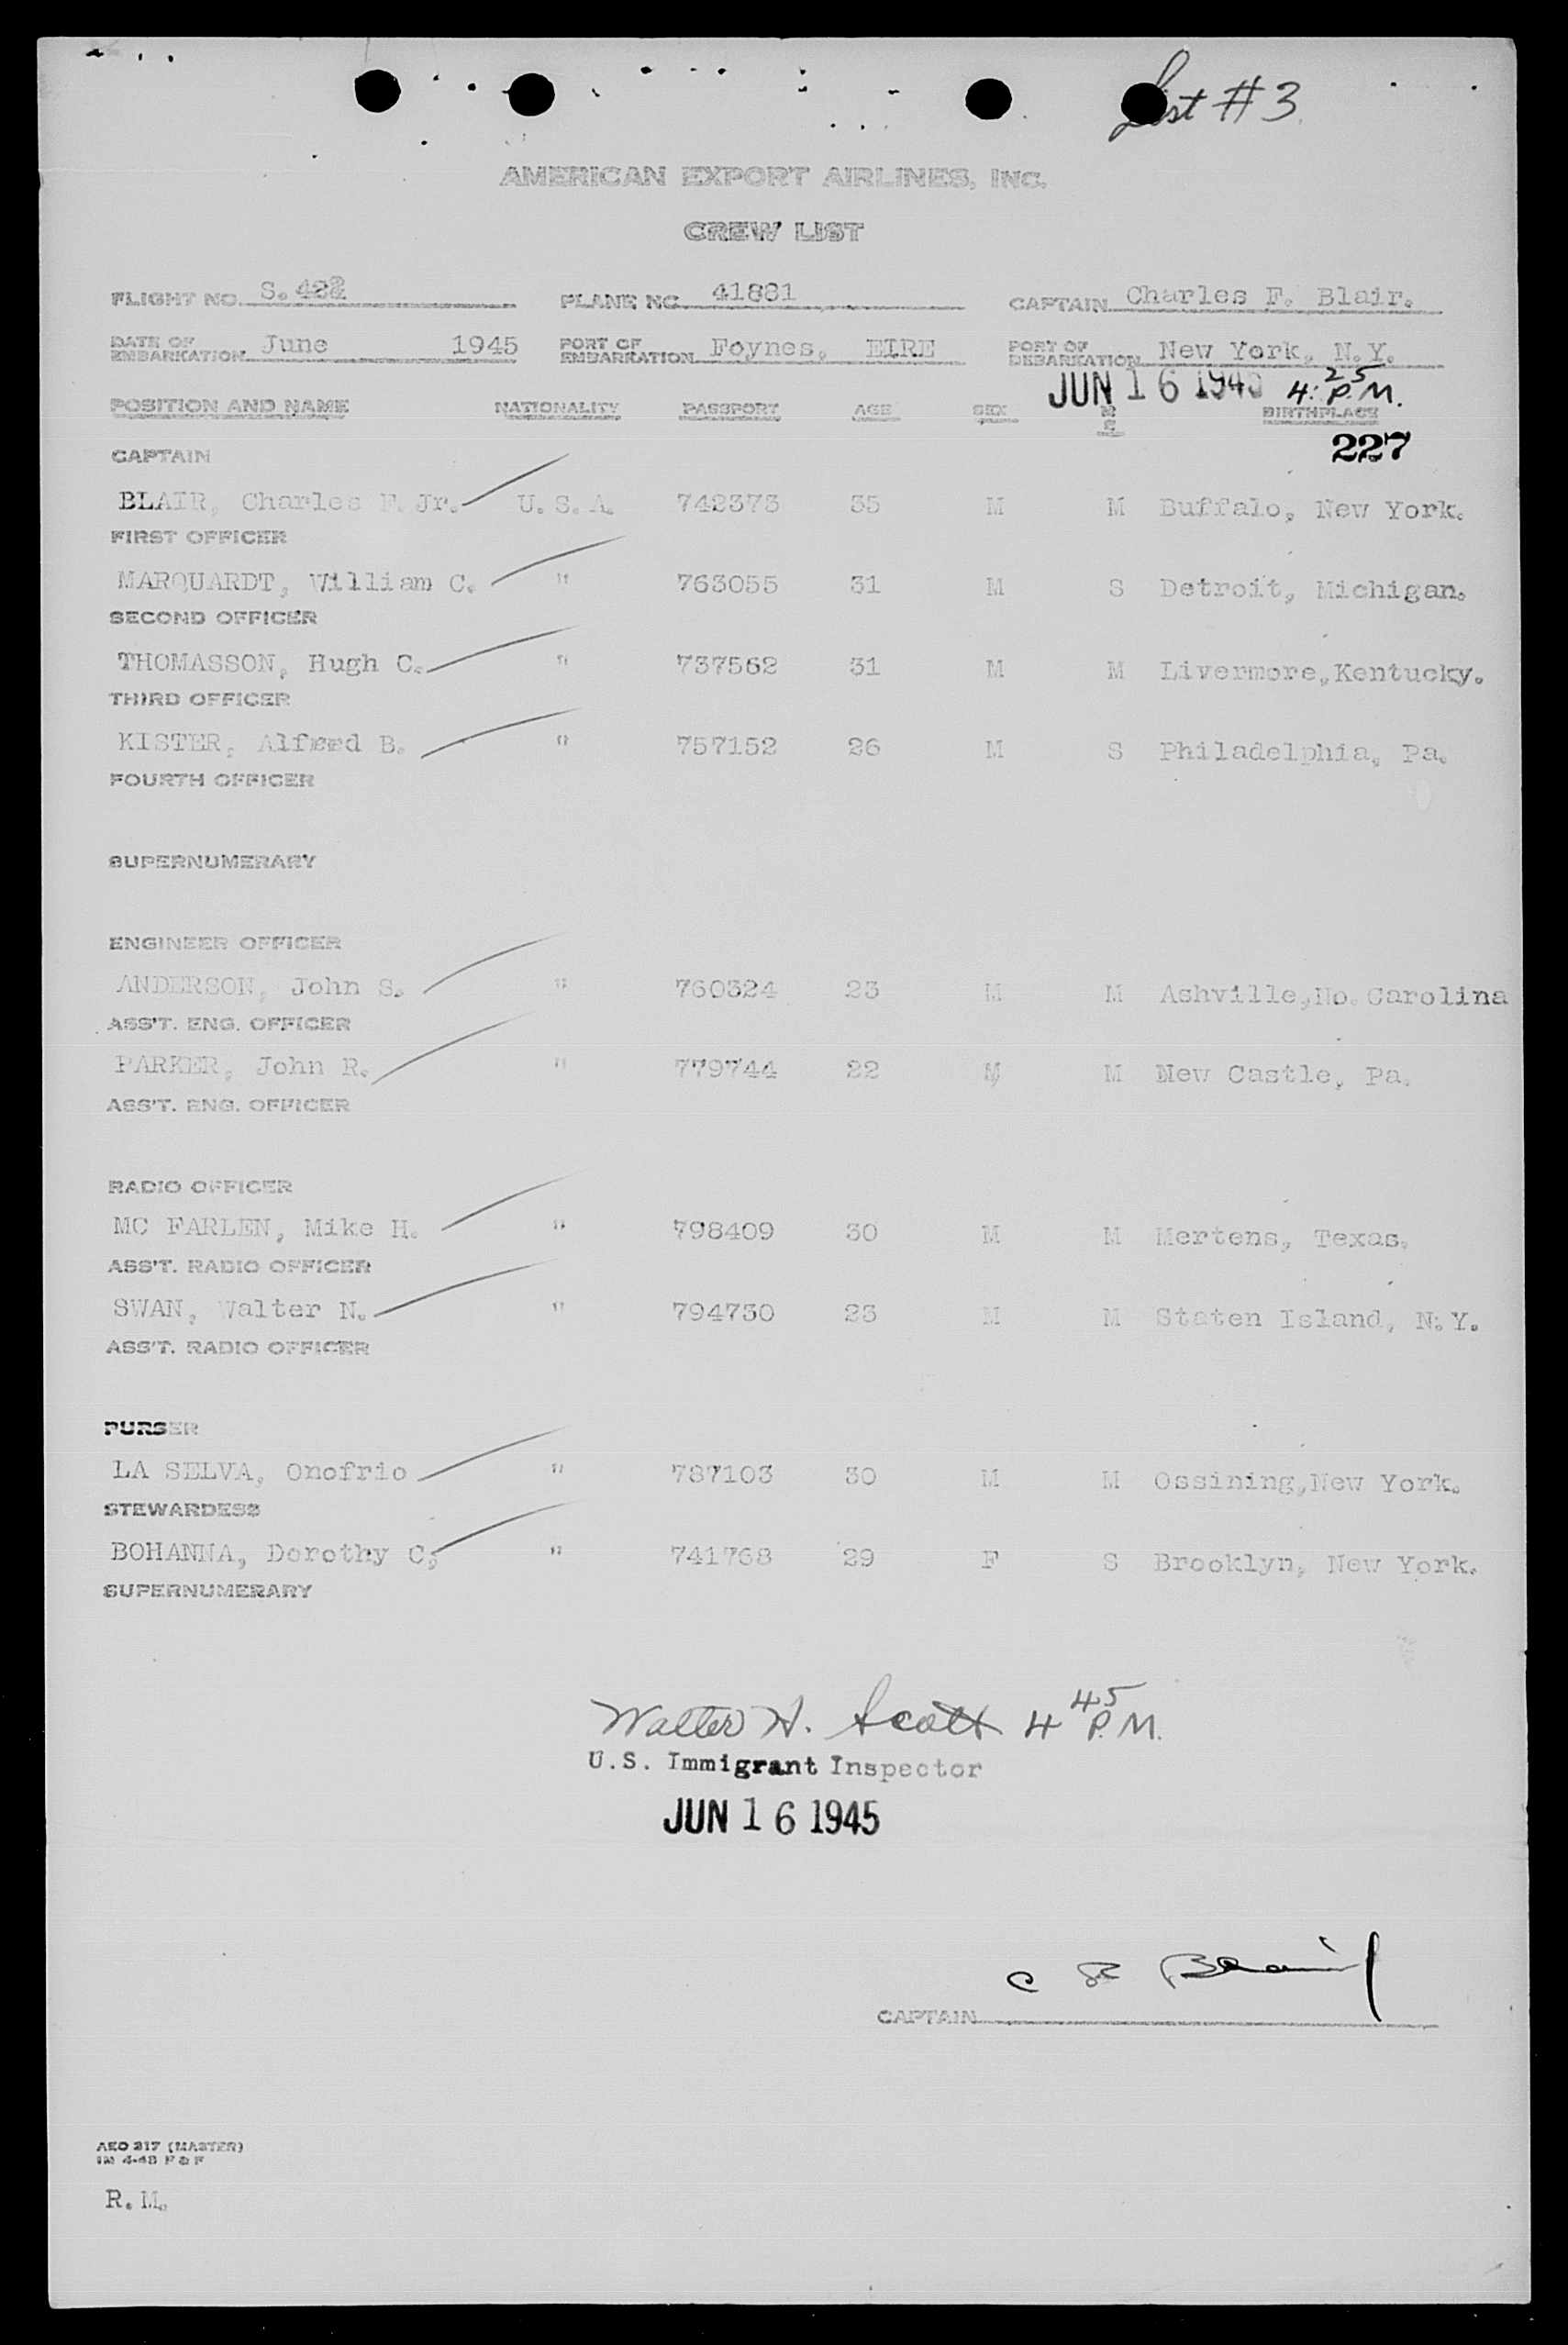 List #3
AMERICAN EXPORT AIRLINES, INC.
CREW LIST
FLIGHT NO. S. 422 PLANE NO. 41881 CAPTAIN Charles F. Blair.
DATE OF EMBARKATION June 1945 PORT OF EMBARKATION Foynes, EIRE PORT OF DEBARKATION New York, N.Y.
JUN 16 1945 4:25 P.M.
POSITION AND NAME NATIONALITY PASSPORT AGE SEX BIRTHPLACE
227
CAPTAIN
BLAIR, Charles F. Jr. U.S.A. 742373 35 M M Buffalo, New York.
FIRST OFFICER
MARQUARDT, William C. " 763055 31 M S Detroit, Michigan.
SECOND OFFICER
THOMASSON, Hugh C. " 737562 31 M M Livermore, Kentucky.
THIRD OFFICER
KISTER, Alfred B. " 757152 26 M S Philadelphia, Pa.
FOURTH OFFICER
SUPERNUMERARY
ENGINEER OFFICER
ANDERSON, John S. " 760324 23 M M Ashville, No. Carolina
ASS'T. ENG. OFFICER
PARKER, John R. " 779744 22 M M New Castle, Pa.
ASS'T. ENG. OFFICER
RADIO OFFICER
MC FARLEN, Mike H. " 798409 30 M M Mertens, Texas.
ASS'T. RADIO OFFICER
SWAN, Walter N. " 794730 23 M M Staten Island, N.Y.
ASS'T. RADIO OFFICER
PURSER
LA SELVA, Onofrio " 787103 30 M M Ossining, New York.
STEWARDESS
BOHANNA, Dorothy C. " 741768 29 F S Brooklyn, New York.
SUPERNUMERARY
Walter H. Scott 4 45 P.M.
U.S. Immigrant Inspector
JUN 16 1945
C F Blair
CAPTAIN
AEO 217 (MASTER)
1M 4-45 F & F
R.M.